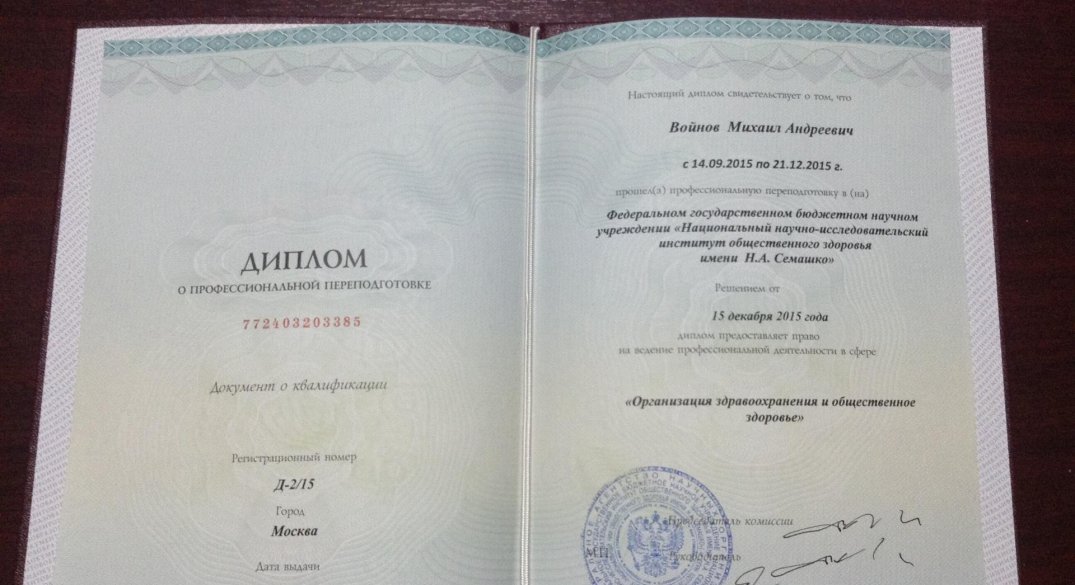 ДИПЛОМ
О ПРОФЕССИОНАЛЬНОЙ ПЕРЕПОДГОТОВКЕ
772403203385
Документ о квалификации
Регистрационный номер
Д-2/15
Город
Москва
Дата выдачи
Настоящий диплом свидетельствует о том, что
Войнов Михаил Андреевич
с 14.09.2015 по 21.12.2015 г.
прошел(а) профессиональную переподготовку в (на)
Федеральном государственном бюджетном научном
учреждении «Национальный научно-исследовательский
институт общественного здоровья
имени Н.А. Семашко»
Решением от
15 декабря 2015 года
диплом предоставляет право
на ведение профессиональной деятельности в сфере
«Организация здравоохранения и общественное
здоровье»
Председатель комиссии
М.П.
Руководитель